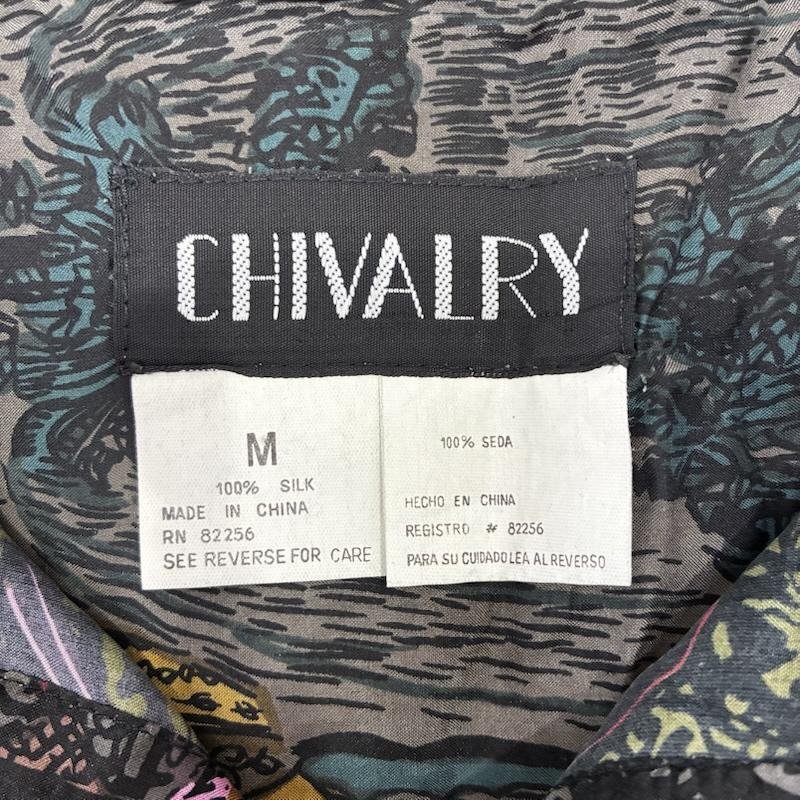 CHIVALRY
M
100% SILK
MADE IN CHINA
RN 82256
SEE REVERSE FOR CARE
100% SEDA
HECHO EN CHINA
REGISTRO # 82256
PARA SU CUIDADO LEA AL REVERSO